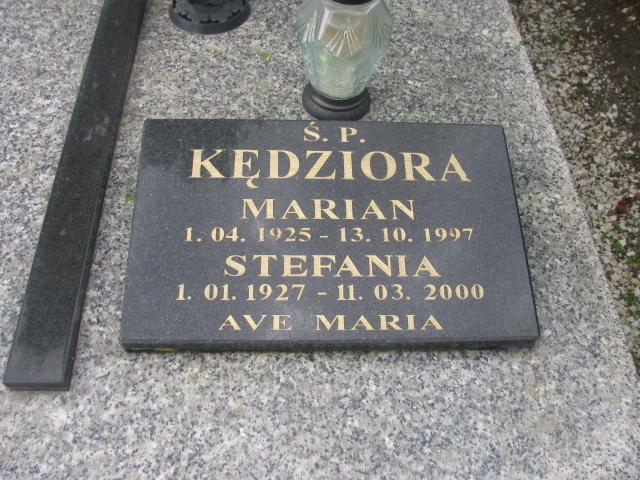 Ś. P.
KĘDZIORA
MARIAN
1. 04. 1925 - 13. 10. 1997
STEFANIA
1. 01. 1927 - 11. 03. 2000
AVE MARIA